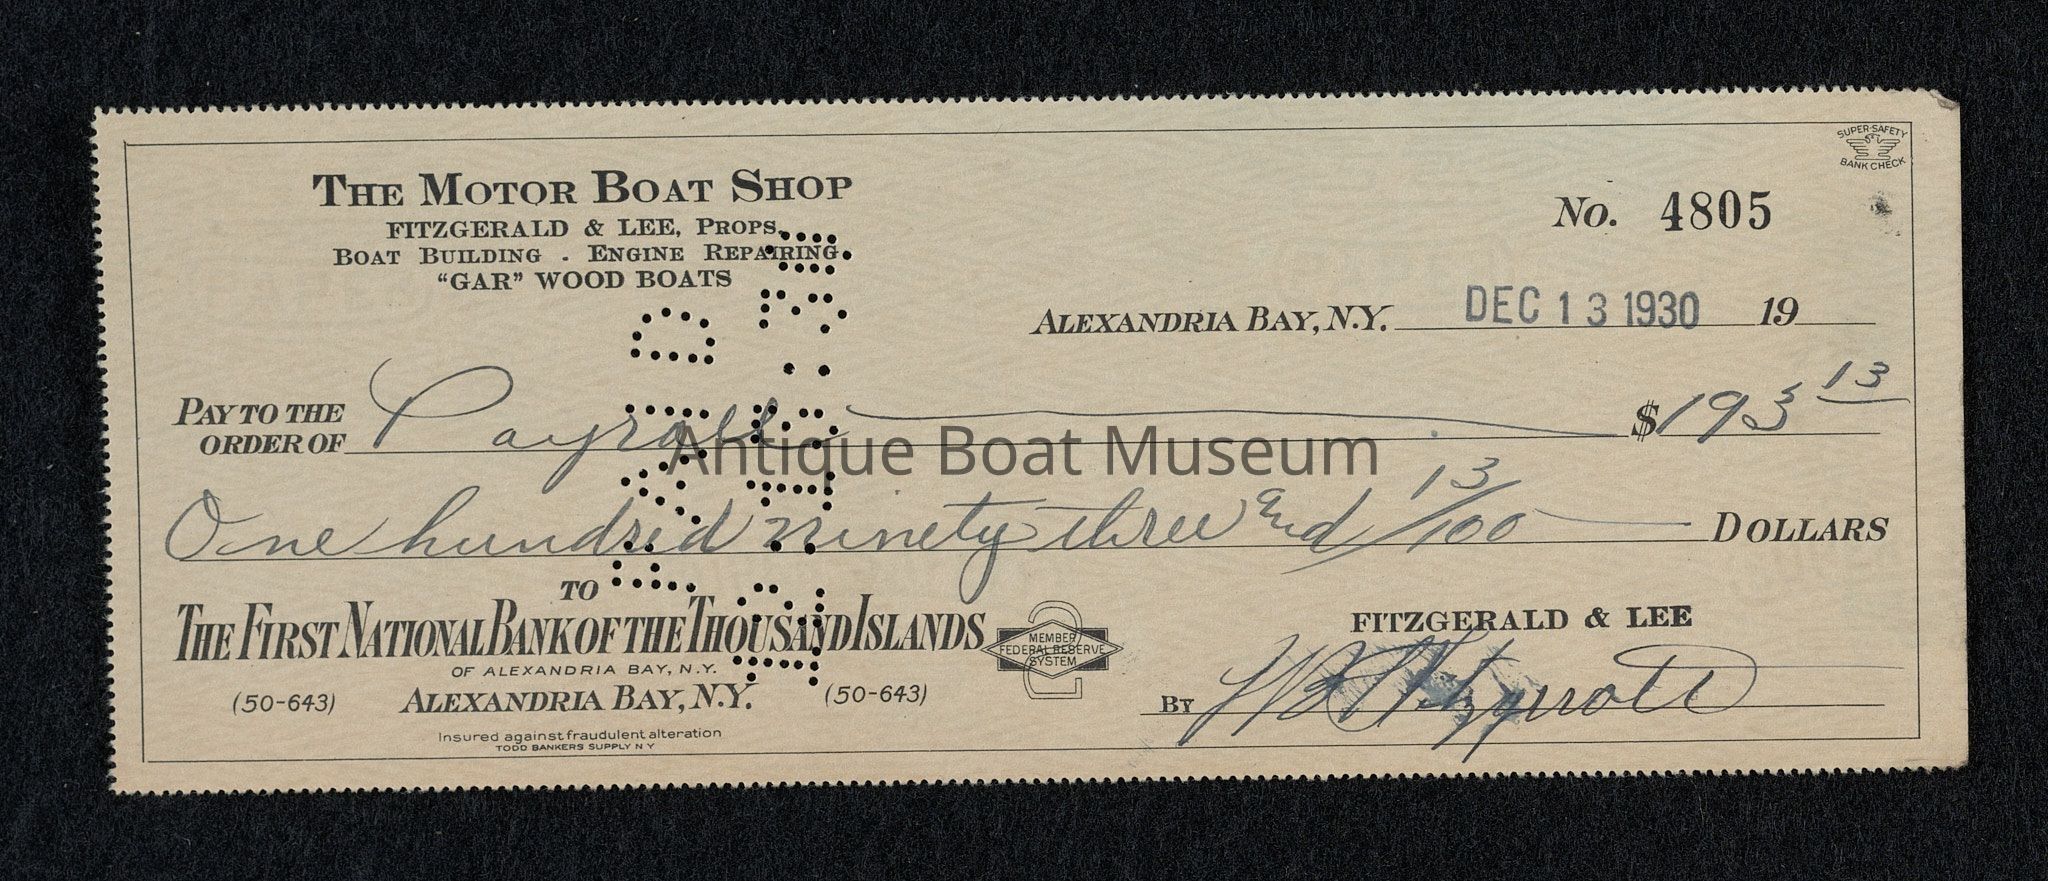 THE MOTOR BOAT SHOP
FITZGERALD & LEE, PROPS.
BOAT BUILDING . ENGINE REPAIRING
"GAR" WOOD BOATS
SUPER-SAFETY
BANK CHECK
No. 4805
ALEXANDRIA BAY, N.Y. DEC 13 1930 19
PAY TO THE
ORDER OF Payroll $193 13
Antique Boat Museum
One hundred ninety three and 13/100 DOLLARS
TO
THE FIRST NATIONAL BANK OF THE THOUSAND ISLANDS
OF ALEXANDRIA BAY, N.Y.
(50-643) ALEXANDRIA BAY, N.Y. (50-643)
Insured against fraudulent alteration
TODD BANKERS SUPPLY N Y
MEMBER
FEDERAL RESERVE
SYSTEM
2
FITZGERALD & LEE
BY
PAID